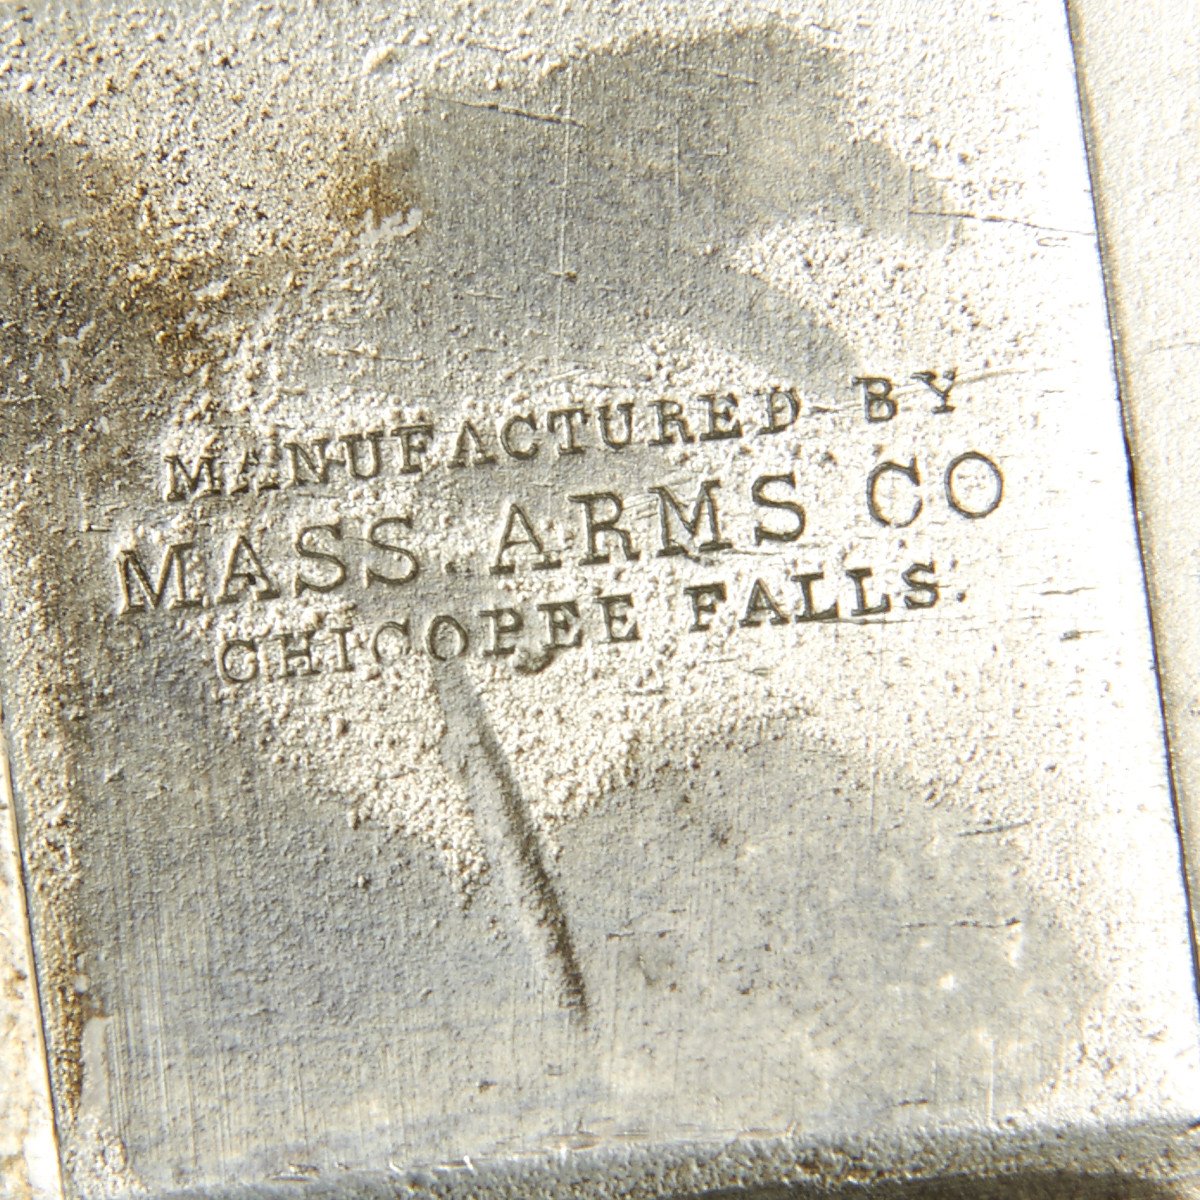 MANUFACTURED BY
MASS. ARMS CO
CHICOPEE FALLS.